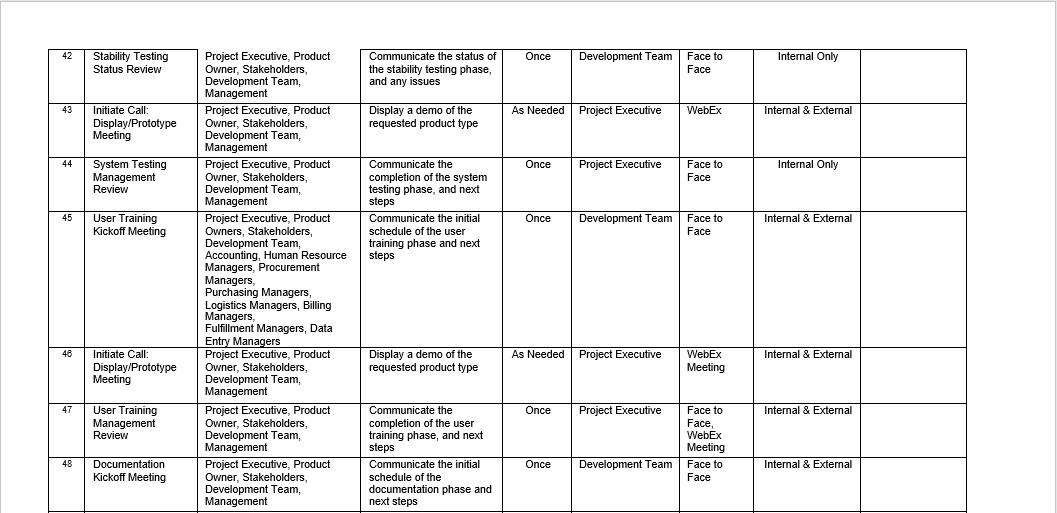 42 Stability Testing Project Executive, Product Communicate the status of Once Development Team Face to Internal Only
Status Review Owner, Stakeholders, the stability testing phase, Face
Development Team, and any issues
Management
43 Initiate Call: Project Executive, Product Display a demo of the As Needed Project Executive WebEx Internal & External
Display/Prototype Owner, Stakeholders, requested product type
Meeting Development Team,
Management
44 System Testing Project Executive, Product Communicate the Once Project Executive Face to Internal Only
Management Owner, Stakeholders, completion of the system Face
Review Development Team, testing phase, and next
Management steps
45 User Training Project Executive, Product Communicate the initial Once Development Team Face to Internal & External
Kickoff Meeting Owners, Stakeholders, schedule of the user Face
Development Team, training phase and next
Accounting, Human Resource steps
Managers, Procurement
Managers,
Purchasing Managers,
Logistics Managers, Billing
Managers,
Fulfillment Managers, Data
Entry Managers
46 Initiate Call: Project Executive, Product Display a demo of the As Needed Project Executive WebEx Internal & External
Display/Prototype Owner, Stakeholders, requested product type Meeting
Meeting Development Team,
Management
47 User Training Project Executive, Product Communicate the Once Project Executive Face to Internal & External
Management Owner, Stakeholders, completion of the user Face,
Review Development Team, training phase, and next WebEx
Management steps Meeting
48 Documentation Project Executive, Product Communicate the initial Once Development Team Face to Internal & External
Kickoff Meeting Owner, Stakeholders, schedule of the Face
Development Team, documentation phase and
Management next steps